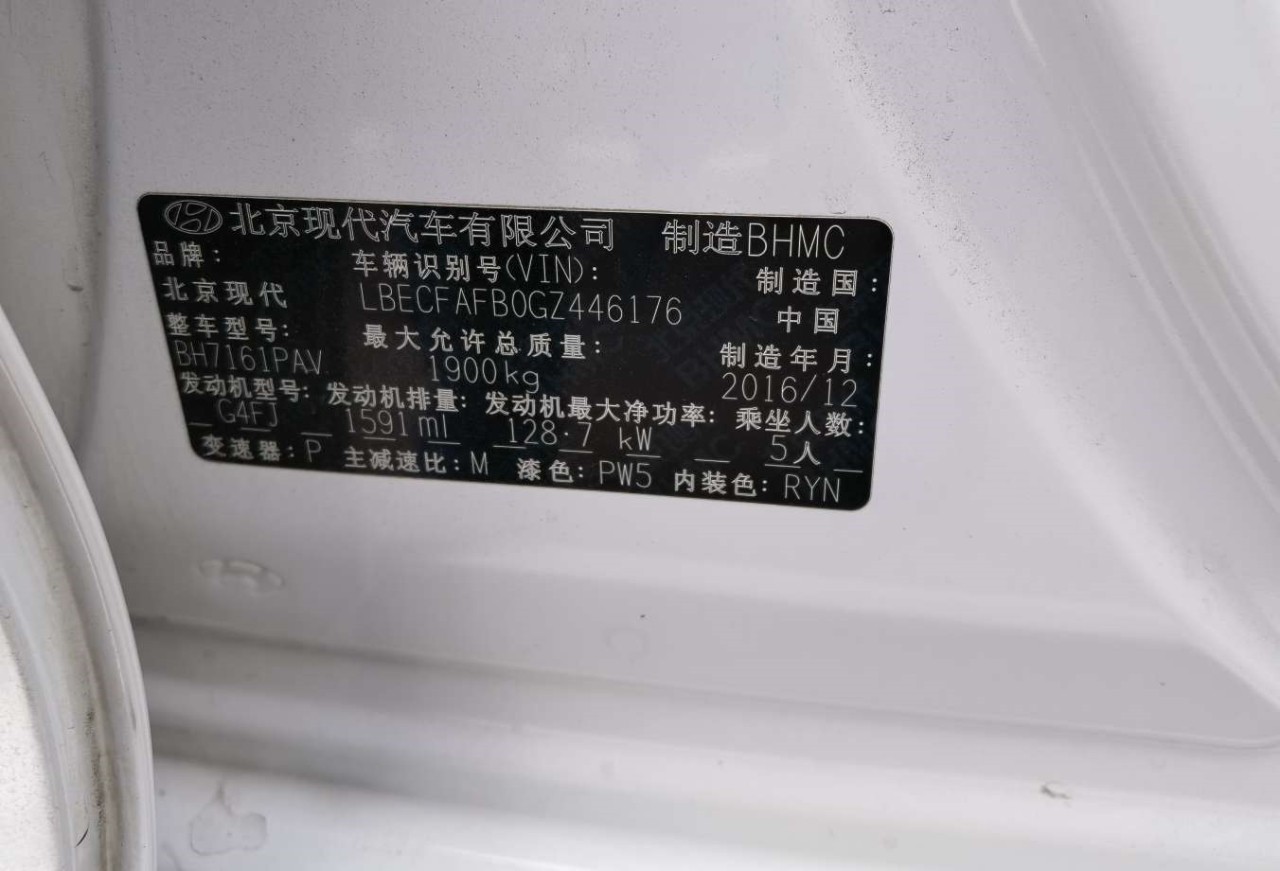 北京现代汽车有限公司 制造BHMC
品牌: 车辆识别号(VIN): 制造国:
北京现代 LBECFAFB0GZ446176 中国
整车型号: 最大允许总质量: 制造年月:
BH7161PAV 1900kg 2016/12
发动机型号: 发动机排量: 发动机最大净功率: 乘坐人数:
G4FJ 1591ml 128.7 kW 5人
变速器: P 主减速比: M 漆色: PW5 内装色: RYN